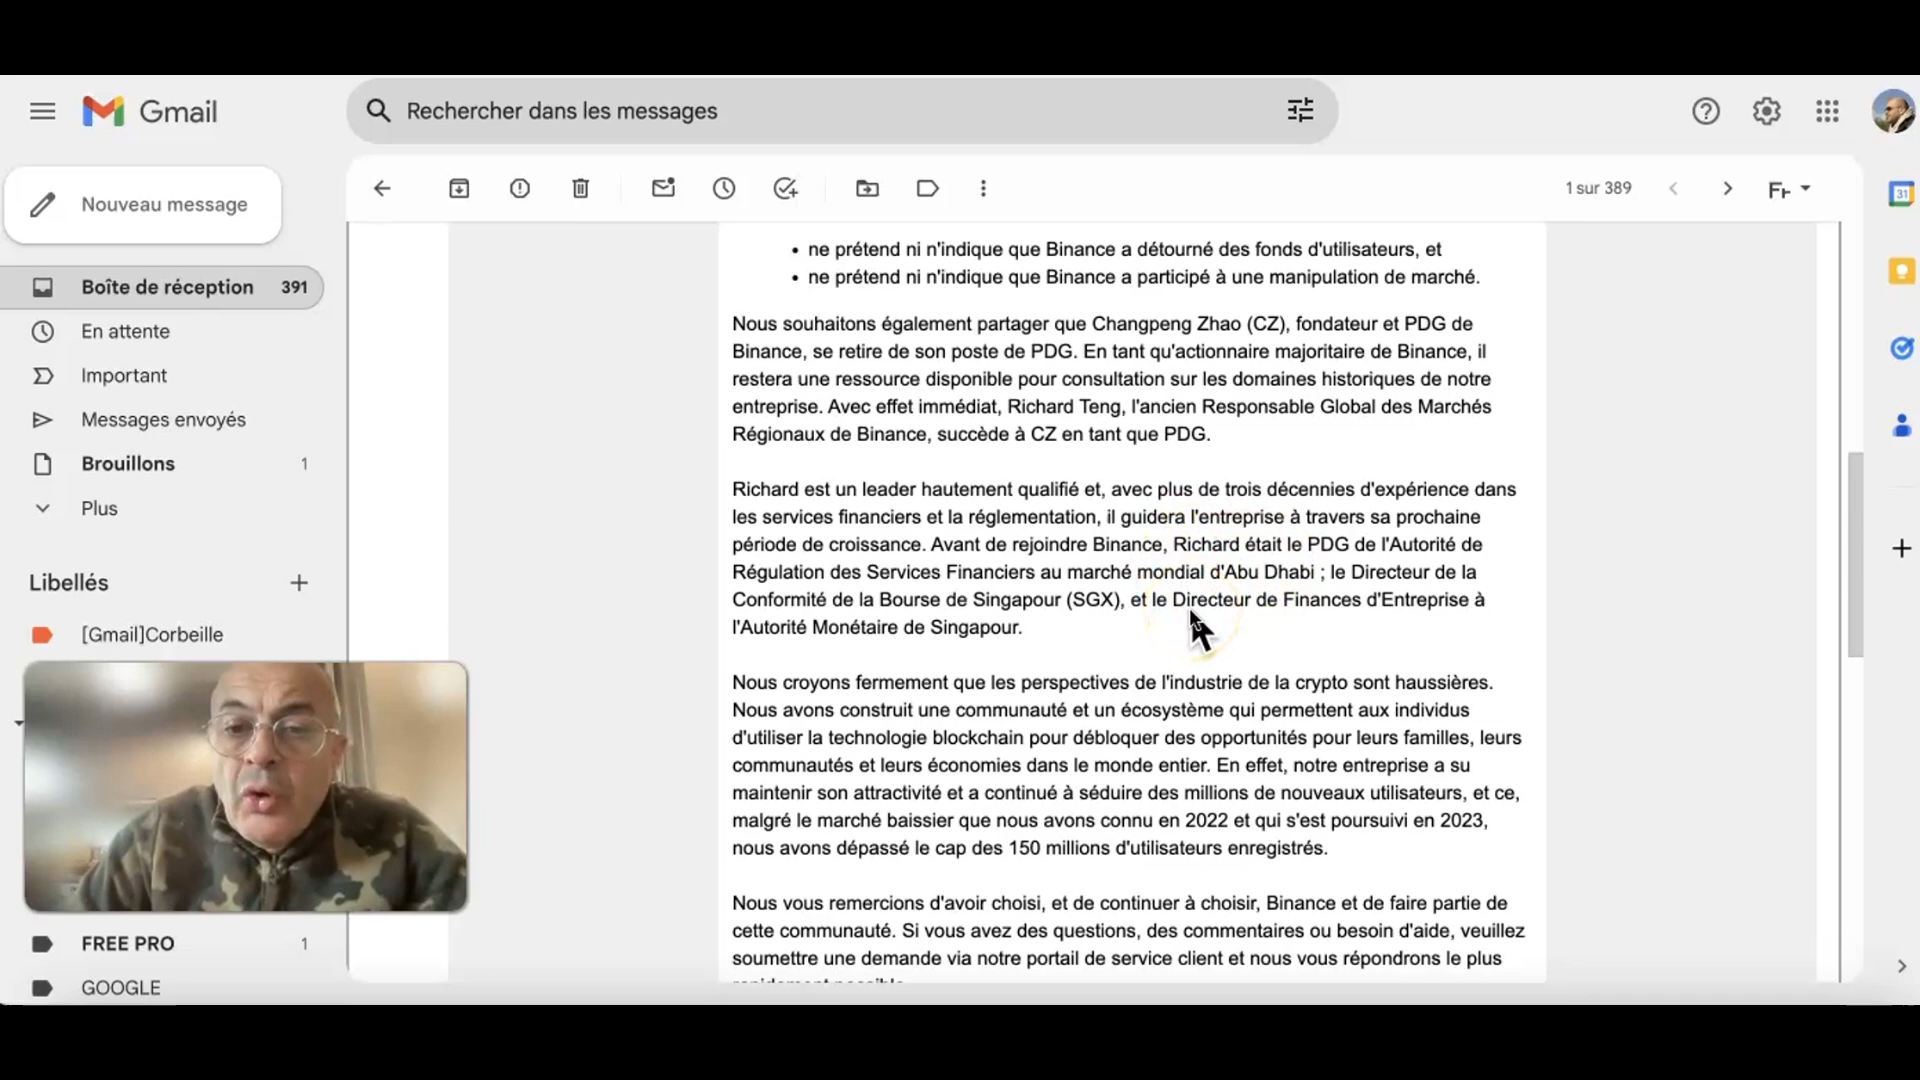 Gmail
Rechercher dans les messages
Nouveau message
1 sur 389
Boîte de réception 391
En attente
Important
Messages envoyés
Brouillons 1
Plus
Libellés
[Gmail]Corbeille
FREE PRO 1
GOOGLE
• ne prétend ni n'indique que Binance a détourné des fonds d'utilisateurs, et
• ne prétend ni n'indique que Binance a participé à une manipulation de marché.
Nous souhaitons également partager que Changpeng Zhao (CZ), fondateur et PDG de
Binance, se retire de son poste de PDG. En tant qu'actionnaire majoritaire de Binance, il
restera une ressource disponible pour consultation sur les domaines historiques de notre
entreprise. Avec effet immédiat, Richard Teng, l'ancien Responsable Global des Marchés
Régionaux de Binance, succède à CZ en tant que PDG.
Richard est un leader hautement qualifié et, avec plus de trois décennies d'expérience dans
les services financiers et la réglementation, il guidera l'entreprise à travers sa prochaine
période de croissance. Avant de rejoindre Binance, Richard était le PDG de l'Autorité de
Régulation des Services Financiers au marché mondial d'Abu Dhabi ; le Directeur de la
Conformité de la Bourse de Singapour (SGX), et le Directeur de Finances d'Entreprise à
l'Autorité Monétaire de Singapour.
Nous croyons fermement que les perspectives de l'industrie de la crypto sont haussières.
Nous avons construit une communauté et un écosystème qui permettent aux individus
d'utiliser la technologie blockchain pour débloquer des opportunités pour leurs familles, leurs
communautés et leurs économies dans le monde entier. En effet, notre entreprise a su
maintenir son attractivité et a continué à séduire des millions de nouveaux utilisateurs, et ce,
malgré le marché baissier que nous avons connu en 2022 et qui s'est poursuivi en 2023,
nous avons dépassé le cap des 150 millions d'utilisateurs enregistrés.
Nous vous remercions d'avoir choisi, et de continuer à choisir, Binance et de faire partie de
cette communauté. Si vous avez des questions, des commentaires ou besoin d'aide, veuillez
soumettre une demande via notre portail de service client et nous vous répondrons le plus
31